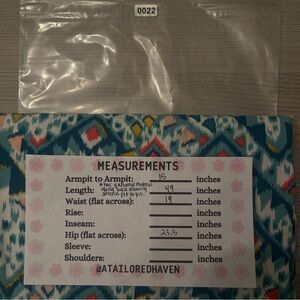 0022
MEASUREMENTS
Armpit to Armpit: 15 inches
Length: 49 inches
Waist (flat across): 19 inches
Rise: inches
Inseam: inches
Hip (flat across): 23.5 inches
Sleeve: inches
Shoulders: inches
@ATAILOREDHAVEN